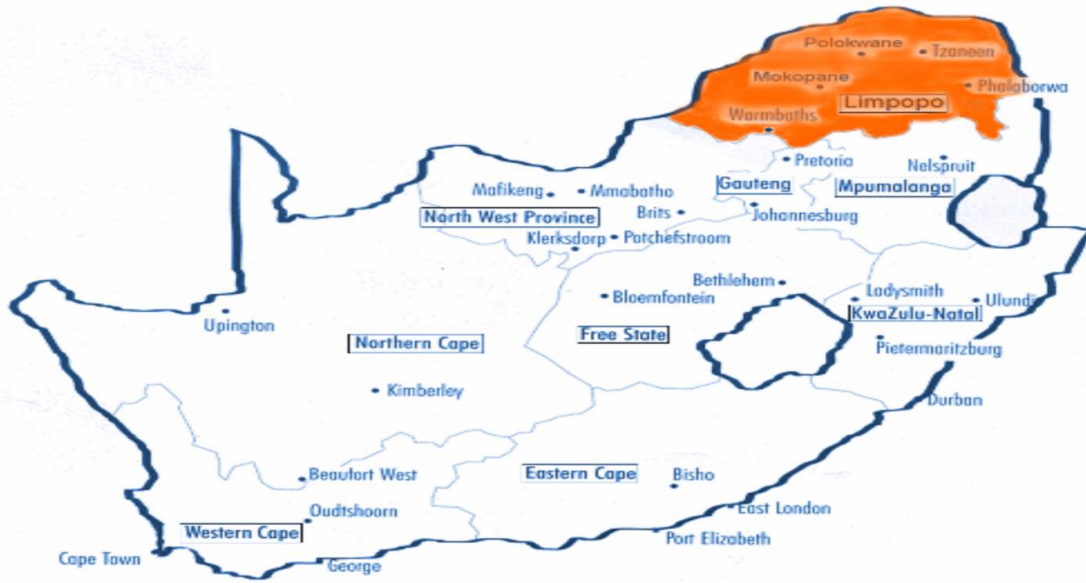 Polokwane
Tzaneen
Mokopane
Phalaborwa
Limpopo
Warmbaths
Pretoria
Nelspruit
Gauteng
Mpumalanga
Mafikeng
Mmabatho
Brits
Johannesburg
North West Province
Klerksdorp
Potchefstroom
Bethlehem
Ladysmith
Ulundi
Bloemfontein
KwaZulu-Natal
Upington
Northern Cape
Free State
Pietermaritzburg
Kimberley
Durban
Beaufort West
Eastern Cape
Bisho
Oudtshoorn
East London
Western Cape
Port Elizabeth
Cape Town
George